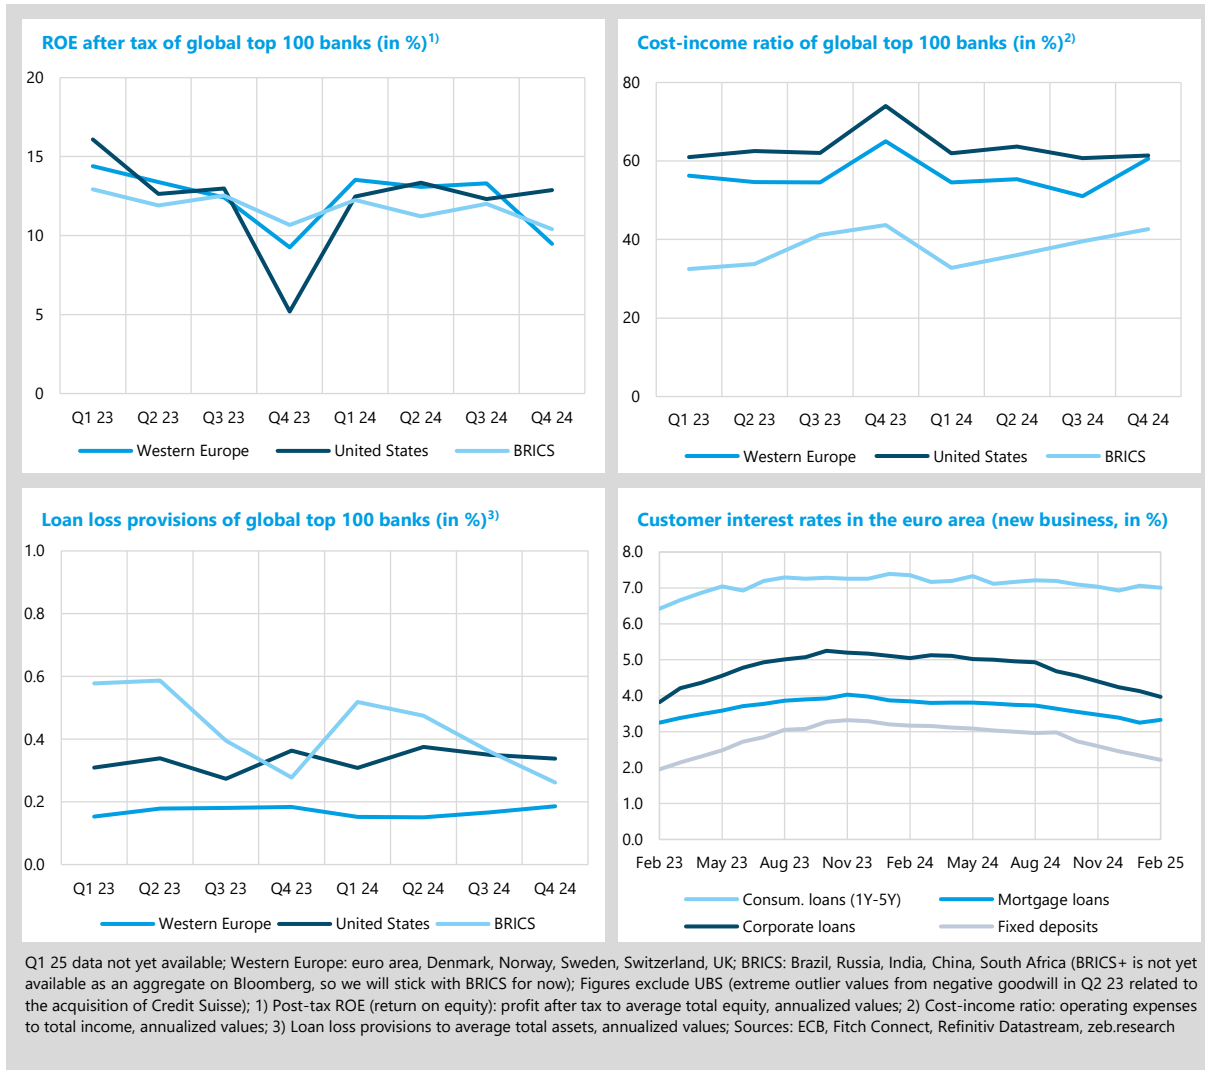 ROE after tax of global top 100 banks (in %)1)
20
15
10
5
0
Q1 23 Q2 23 Q3 23 Q4 23 Q1 24 Q2 24 Q3 24 Q4 24
Western Europe United States BRICS
Cost-income ratio of global top 100 banks (in %)2)
80
60
40
20
0
Q1 23 Q2 23 Q3 23 Q4 23 Q1 24 Q2 24 Q3 24 Q4 24
Western Europe United States BRICS
Loan loss provisions of global top 100 banks (in %)3)
1.0
0.8
0.6
0.4
0.2
0.0
Q1 23 Q2 23 Q3 23 Q4 23 Q1 24 Q2 24 Q3 24 Q4 24
Western Europe United States BRICS
Customer interest rates in the euro area (new business, in %)
8.0
7.0
6.0
5.0
4.0
3.0
2.0
1.0
0.0
Feb 23 May 23 Aug 23 Nov 23 Feb 24 May 24 Aug 24 Nov 24 Feb 25
Consum. loans (1Y-5Y) Mortgage loans
Corporate loans Fixed deposits
Q1 25 data not yet available; Western Europe: euro area, Denmark, Norway, Sweden, Switzerland, UK; BRICS: Brazil, Russia, India, China, South Africa (BRICS+ is not yet
available as an aggregate on Bloomberg, so we will stick with BRICS for now); Figures exclude UBS (extreme outlier values from negative goodwill in Q2 23 related to
the acquisition of Credit Suisse); 1) Post-tax ROE (return on equity): profit after tax to average total equity, annualized values; 2) Cost-income ratio: operating expenses
to total income, annualized values; 3) Loan loss provisions to average total assets, annualized values; Sources: ECB, Fitch Connect, Refinitiv Datastream, zeb.research